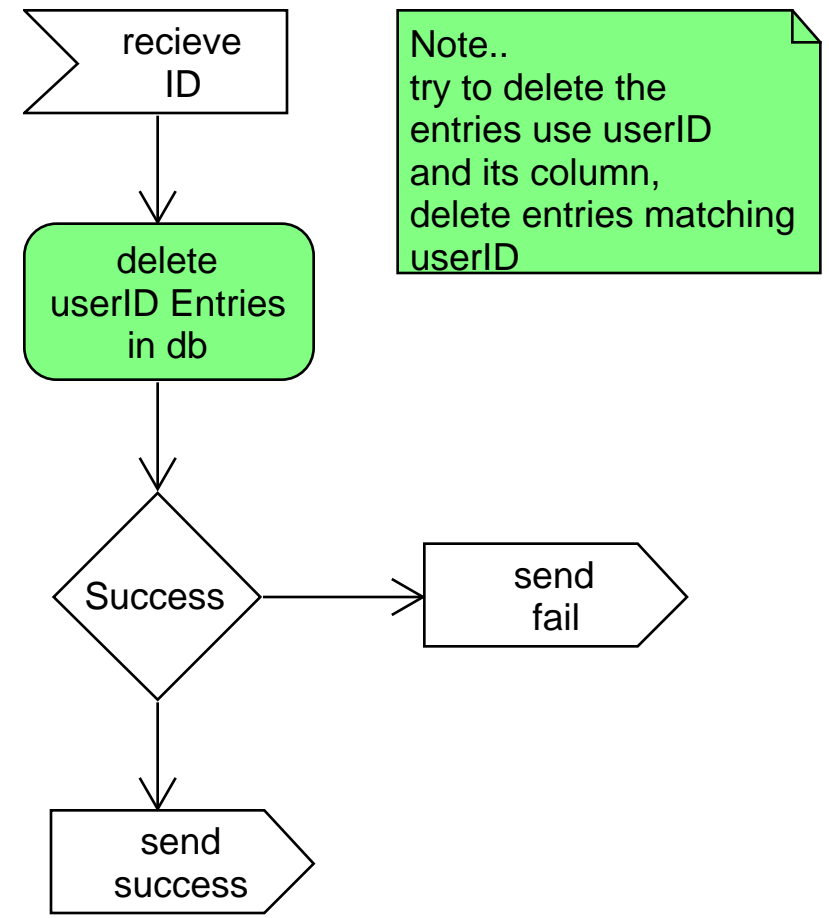 recieve
ID
Note..
try to delete the
entries use userID
and its column,
delete entries matching
userID
delete
userID Entries
in db
Success
send
fail
send
success